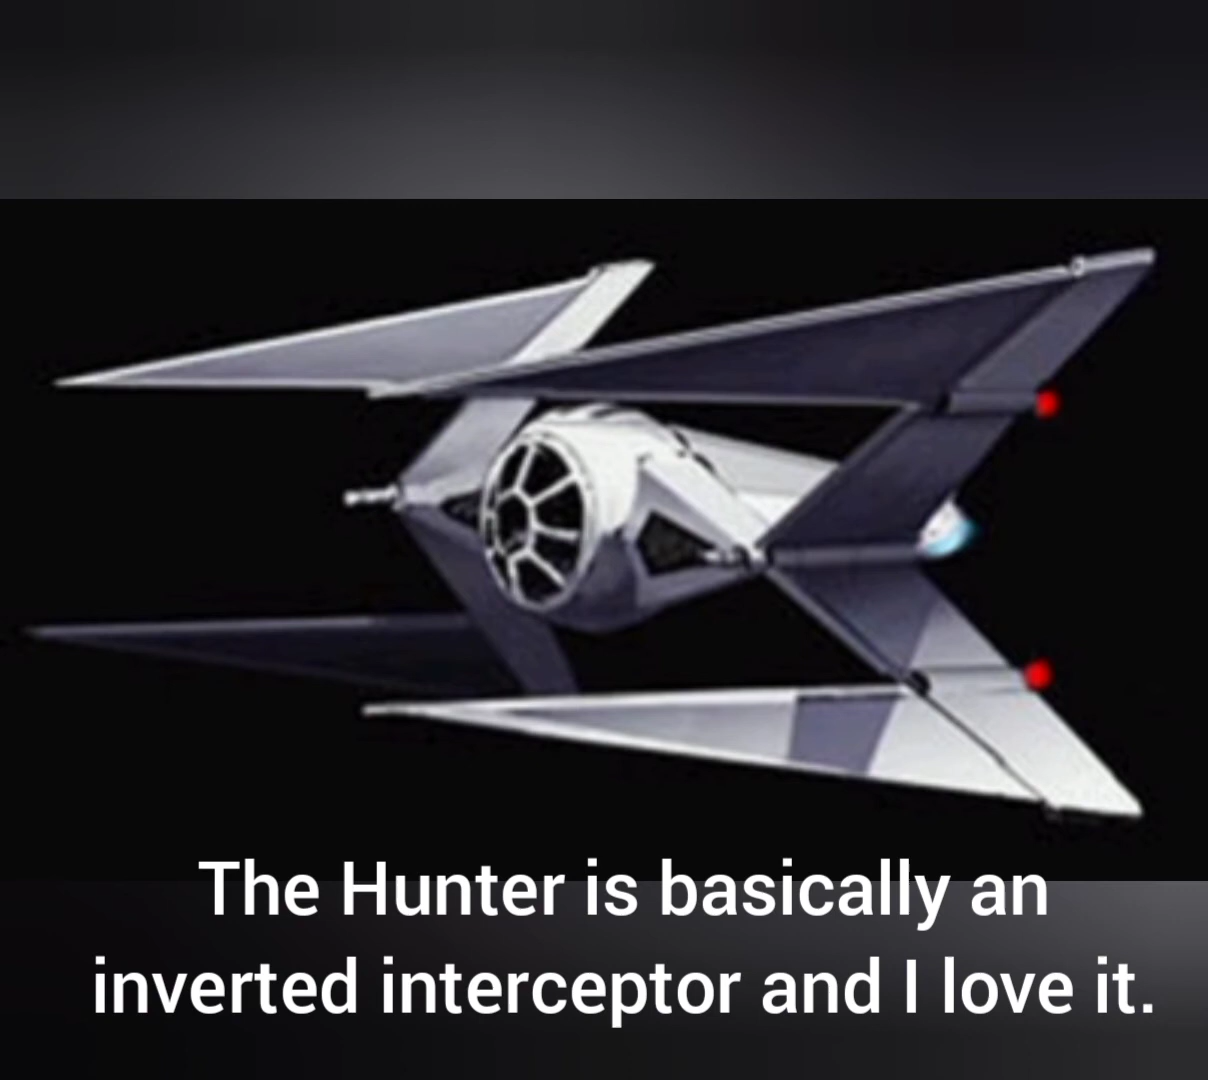 The Hunter is basically an
inverted interceptor and I love it.